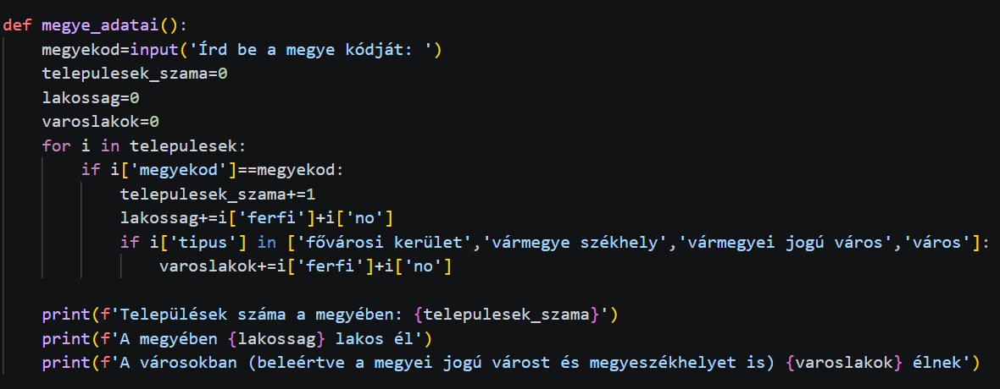 def megye_adatai():
    megyekod=input('Írd be a megye kódját: ')
    telepulesek_szama=0
    lakossag=0
    varoslakok=0
    for i in telepulesek:
        if i['megyekod']==megyekod:
            telepulesek_szama+=1
            lakossag+=i['ferfi']+i['no']
            if i['tipus'] in ['fővárosi kerület','vármegye székhely','vármegyei jogú város','város']:
                varoslakok+=i['ferfi']+i['no']

    print(f'Települések száma a megyében: {telepulesek_szama}')
    print(f'A megyében {lakossag} lakos él')
    print(f'A városokban (beleértve a megyei jogú várost és megyeszékhelyet is) {varoslakok} élnek')